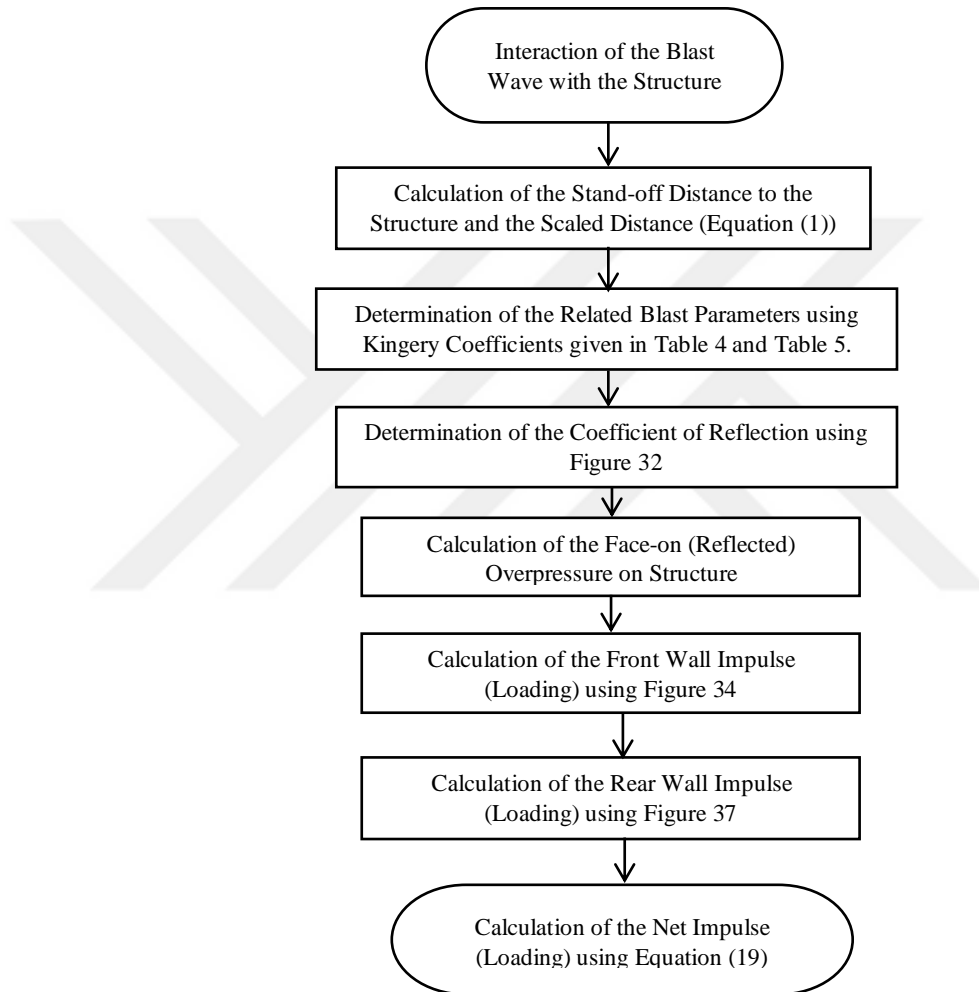 Interaction of the Blast
Wave with the Structure
Calculation of the Stand-off Distance to the
Structure and the Scaled Distance (Equation (1))
Determination of the Related Blast Parameters using
Kingery Coefficients given in Table 4 and Table 5.
Determination of the Coefficient of Reflection using
Figure 32
Calculation of the Face-on (Reflected)
Overpressure on Structure
Calculation of the Front Wall Impulse
(Loading) using Figure 34
Calculation of the Rear Wall Impulse
(Loading) using Figure 37
Calculation of the Net Impulse
(Loading) using Equation (19)